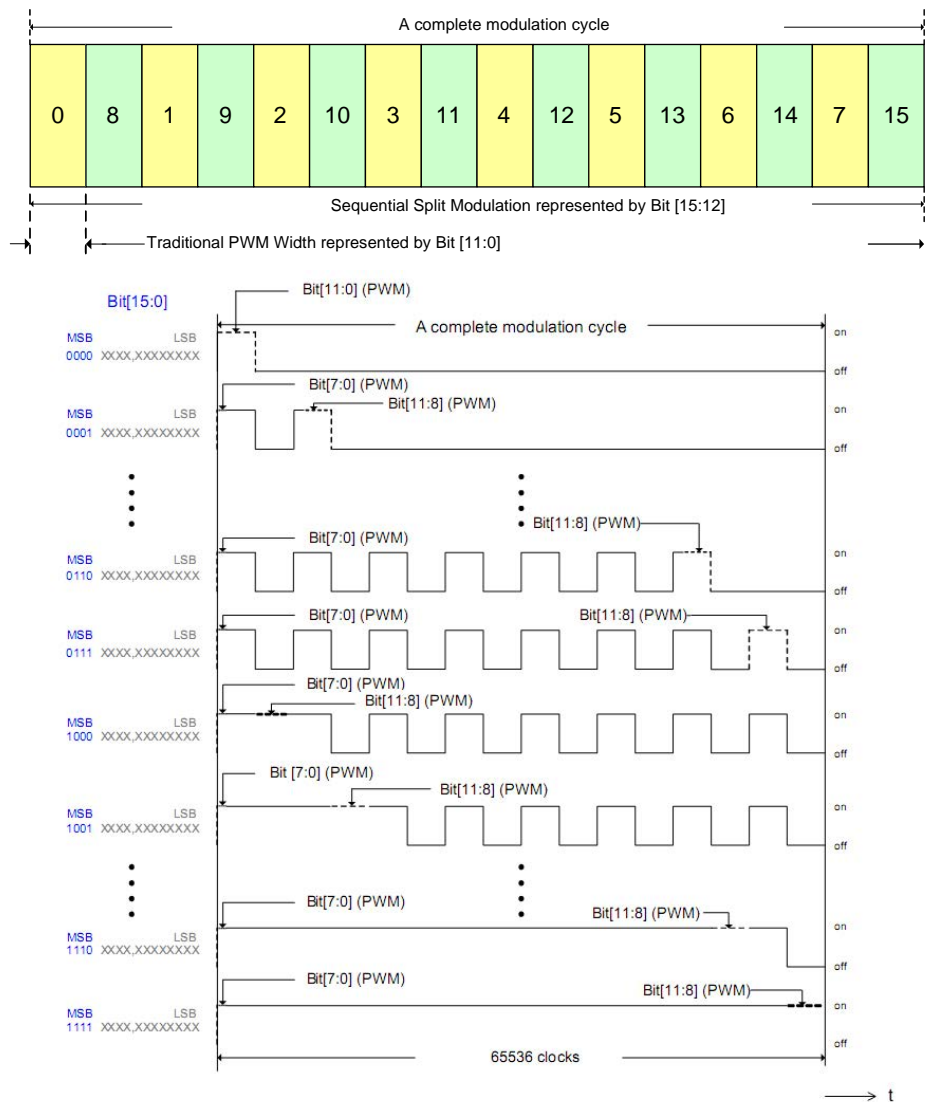 A complete modulation cycle
0 8 1 9 2 10 3 11 4 12 5 13 6 14 7 15
Sequential Split Modulation represented by Bit [15:12]
Traditional PWM Width represented by Bit [11:0]
Bit[15:0]
Bit[11:0] (PWM)
A complete modulation cycle
MSB LSB
0000 XXXX,XXXXXXXX
on
off
Bit[7:0] (PWM)
Bit[11:8] (PWM)
MSB LSB
0001 XXXX,XXXXXXXX
on
off
Bit[7:0] (PWM)
Bit[11:8] (PWM)
MSB LSB
0110 XXXX,XXXXXXXX
on
off
Bit[7:0] (PWM)
Bit[11:8] (PWM)
MSB LSB
0111 XXXX,XXXXXXXX
on
off
Bit[7:0] (PWM)
Bit[11:8] (PWM)
MSB LSB
1000 XXXX,XXXXXXXX
on
off
Bit [7:0] (PWM)
Bit[11:8] (PWM)
MSB LSB
1001 XXXX,XXXXXXXX
on
off
Bit[7:0] (PWM)
Bit[11:8] (PWM)
MSB LSB
1110 XXXX,XXXXXXXX
on
off
Bit[7:0] (PWM)
Bit[11:8] (PWM)
MSB LSB
1111 XXXX,XXXXXXXX
on
off
65536 clocks
t